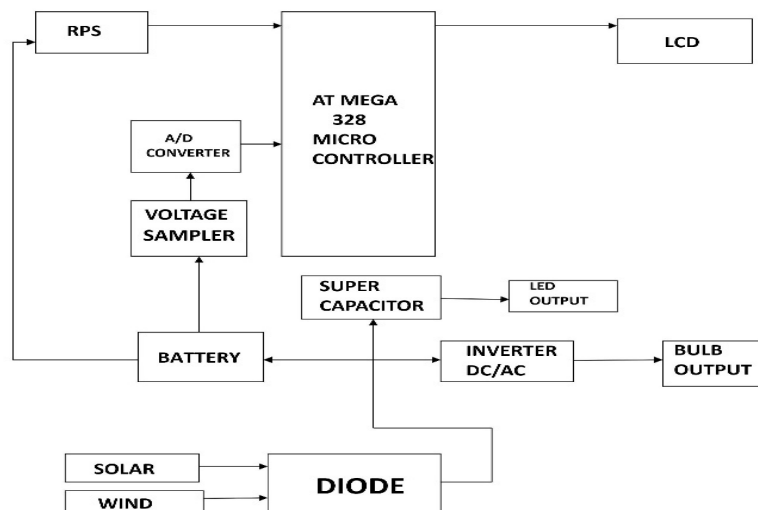 RPS
LCD
AT MEGA
328
MICRO
CONTROLLER
A/D
CONVERTER
VOLTAGE
SAMPLER
SUPER
CAPACITOR
LED
OUTPUT
BATTERY
INVERTER
DC/AC
BULB
OUTPUT
SOLAR
DIODE
WIND